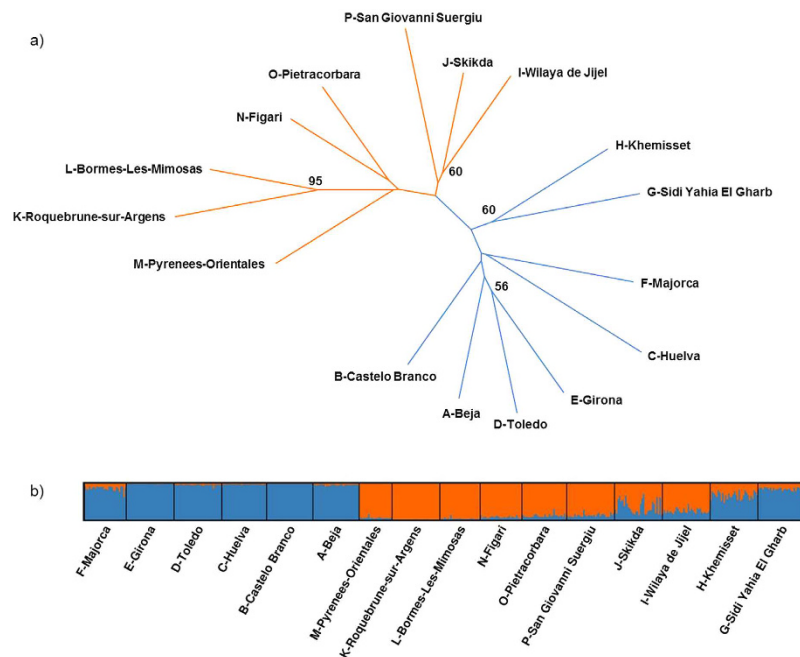 a)
P-San Giovanni Suergiu
J-Skikda
I-Wilaya de Jijel
O-Pietracorbara
N-Figari
H-Khemisset
L-Bormes-Les-Mimosas
95
60
60
G-Sidi Yahia El Gharb
K-Roquebrune-sur-Argens
M-Pyrenees-Orientales
F-Majorca
56
C-Huelva
B-Castelo Branco
E-Girona
A-Beja
D-Toledo
b)
F-Majorca
E-Girona
D-Toledo
C-Huelva
B-Castelo Branco
A-Beja
M-Pyrenees-Orientales
K-Roquebrune-sur-Argens
L-Bormes-Les-Mimosas
N-Figari
O-Pietracorbara
P-San Giovanni Suergiu
J-Skikda
I-Wilaya de Jijel
H-Khemisset
G-Sidi Yahia El Gharb